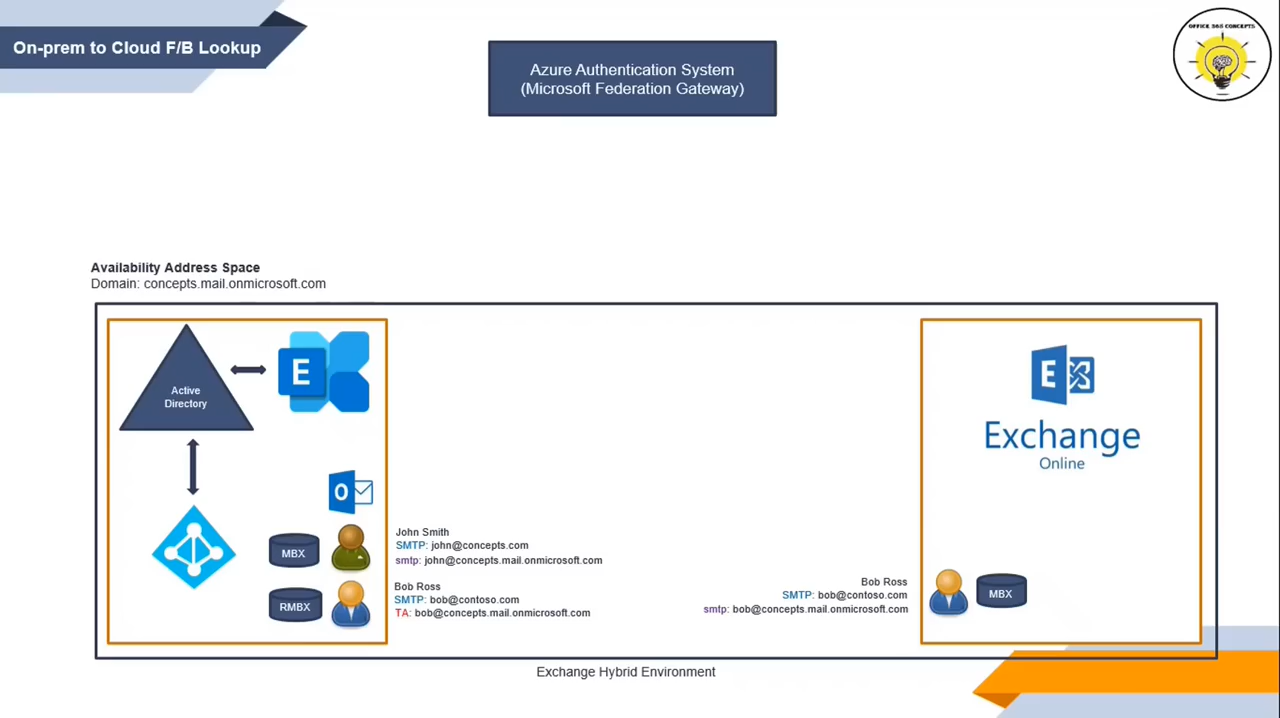 On-prem to Cloud F/B Lookup
OFFICE 365 CONCEPTS
Azure Authentication System
(Microsoft Federation Gateway)
Availability Address Space
Domain: concepts.mail.onmicrosoft.com
Active
Directory
E
E
Exchange
Online
O
MBX
John Smith
SMTP: john@concepts.com
smtp: john@concepts.mail.onmicrosoft.com
RMBX
Bob Ross
SMTP: bob@contoso.com
TA: bob@concepts.mail.onmicrosoft.com
Bob Ross
SMTP: bob@contoso.com
smtp: bob@concepts.mail.onmicrosoft.com
MBX
Exchange Hybrid Environment